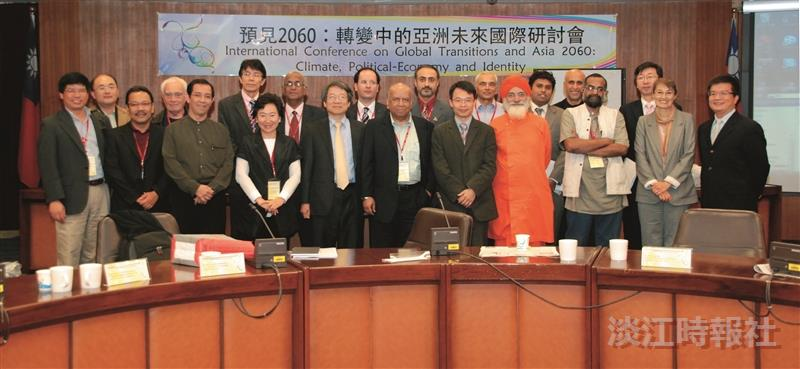 預見2060：轉變中的亞洲未來國際研討會
International Conference on Global Transitions and Asia 2060:
Climate, Political-Economy and Identity
淡江時報社